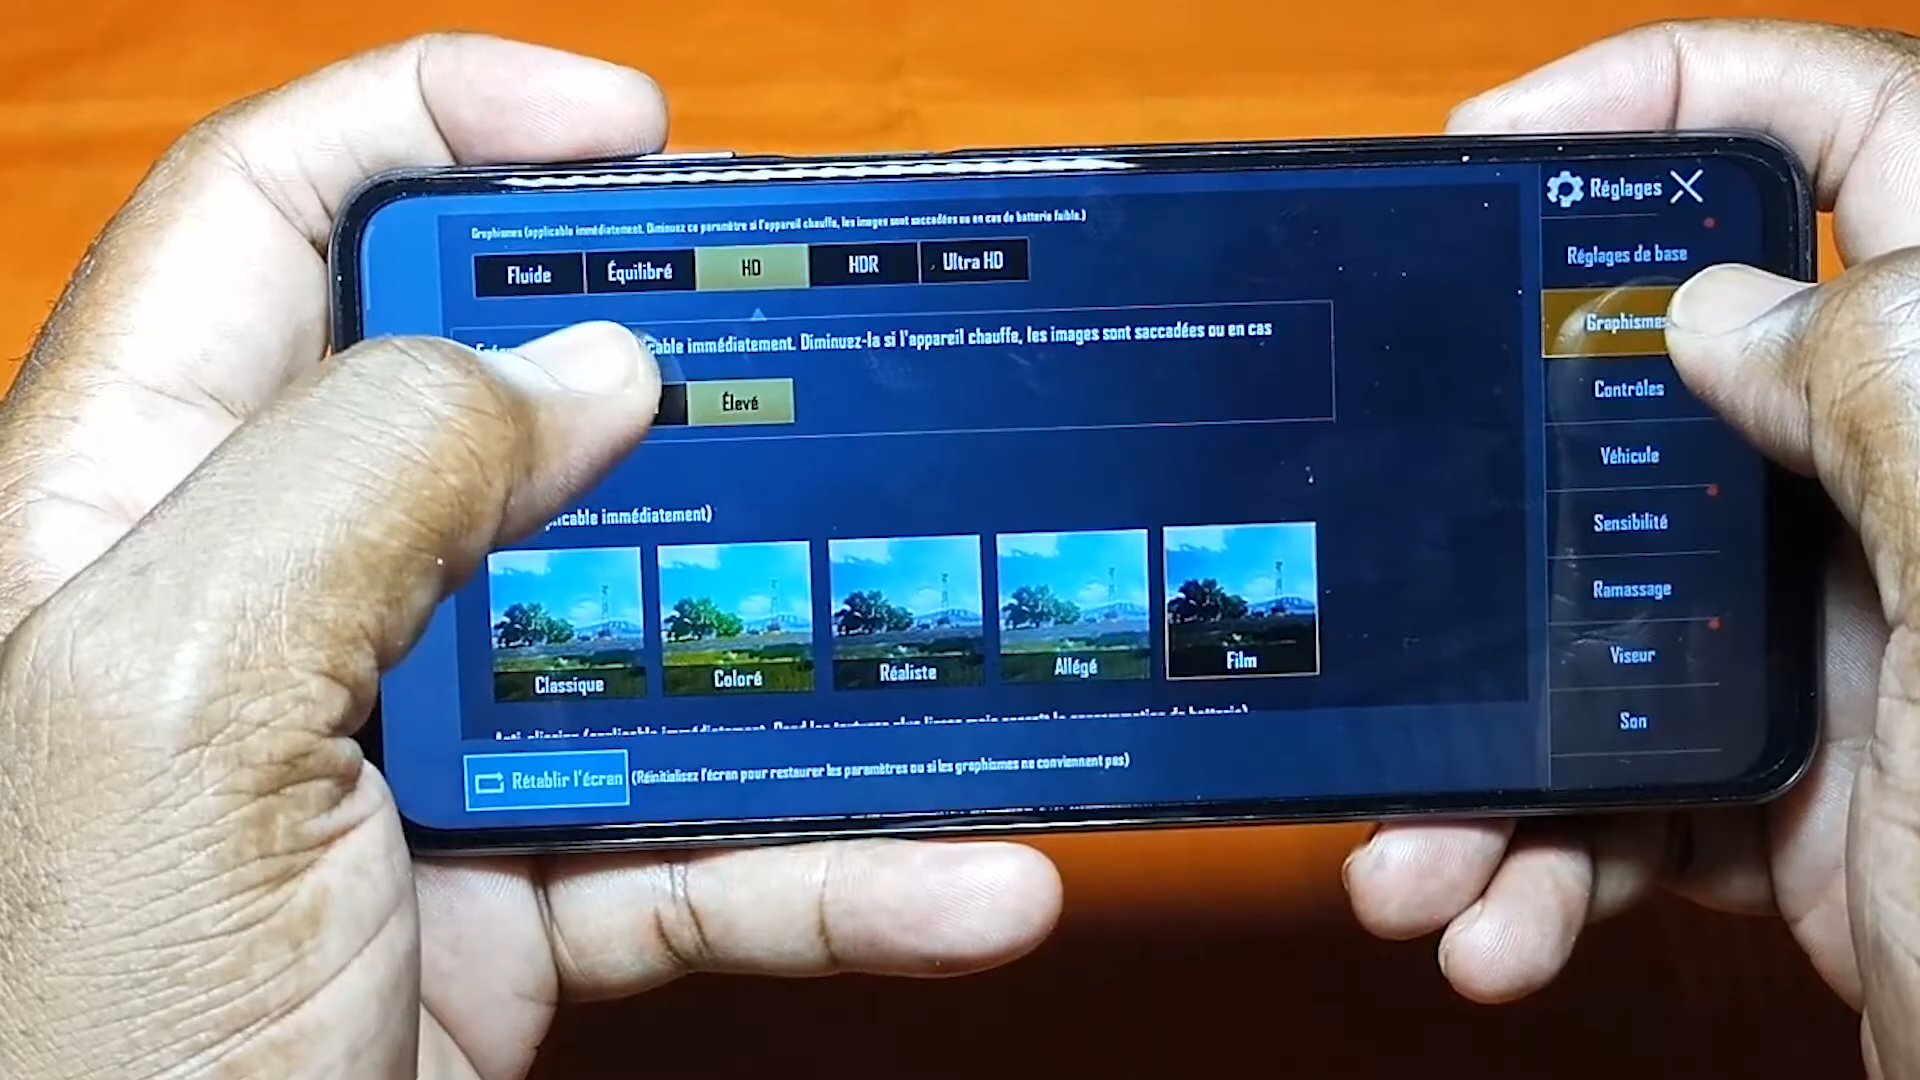 Graphismes (applicable immédiatement. Diminuez ce paramètre si l'appareil chauffe, les images sont saccadées ou en cas de batterie faible.)
Fluide
Équilibré
HD
HDR
Ultra HD
immédiatement. Diminuez-la si l'appareil chauffe, les images sont saccadées ou en cas
Élevé
immédiatement)
Classique
Coloré
Réaliste
Allégé
Film
Rétablir l'écran
(Réinitialisez l'écran pour restaurer les paramètres ou si les graphismes ne conviennent pas)
Réglages
Réglages de base
Graphismes
Contrôles
Véhicule
Sensibilité
Ramassage
Viseur
Son